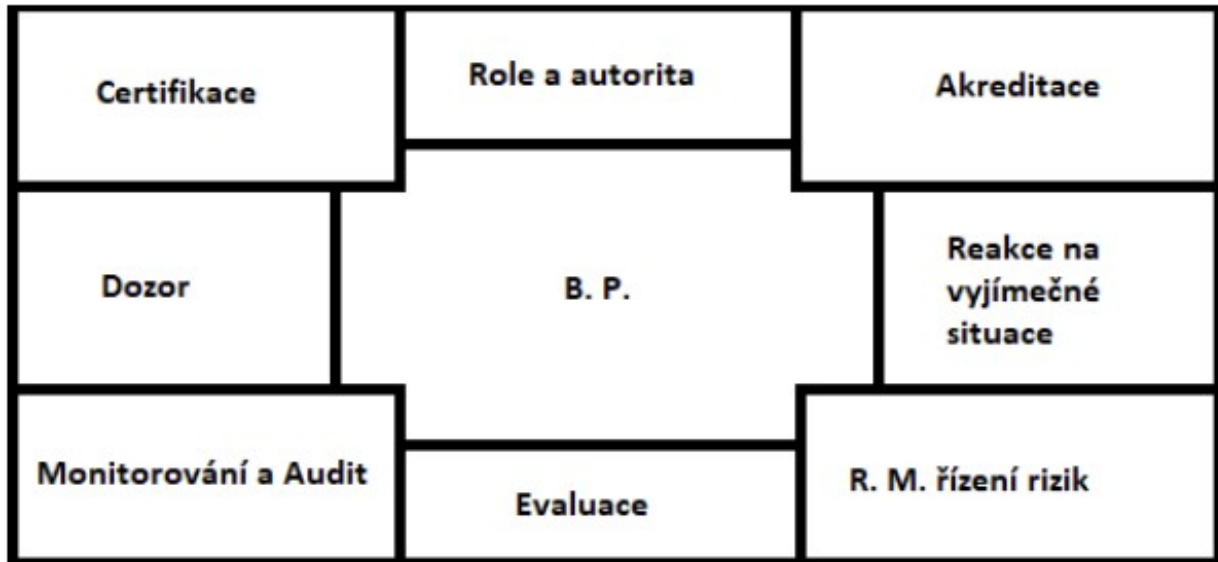 Certifikace
Role a autorita
Akreditace
Dozor
B. P.
Reakce na
vyjímečné
situace
Monitorování a Audit
Evaluace
R. M. řízení rizik